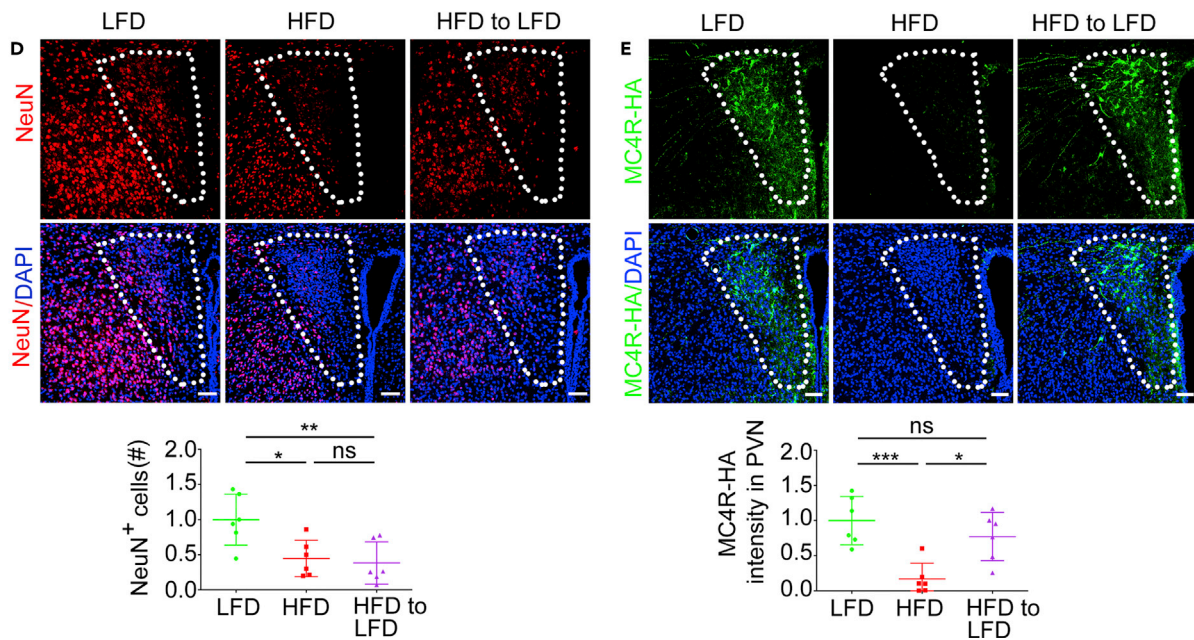 D
LFD
HFD
HFD to LFD
NeuN
NeuN/DAPI
**
*
ns
NeuN⁺ cells(#)
2.0
1.5
1.0
0.5
0.0
LFD
HFD
HFD to
LFD
E
LFD
HFD
HFD to LFD
MC4R-HA
MC4R-HA/DAPI
ns
***
*
MC4R-HA
intensity in PVN
2.0
1.5
1.0
0.5
0.0
LFD
HFD
HFD to
LFD